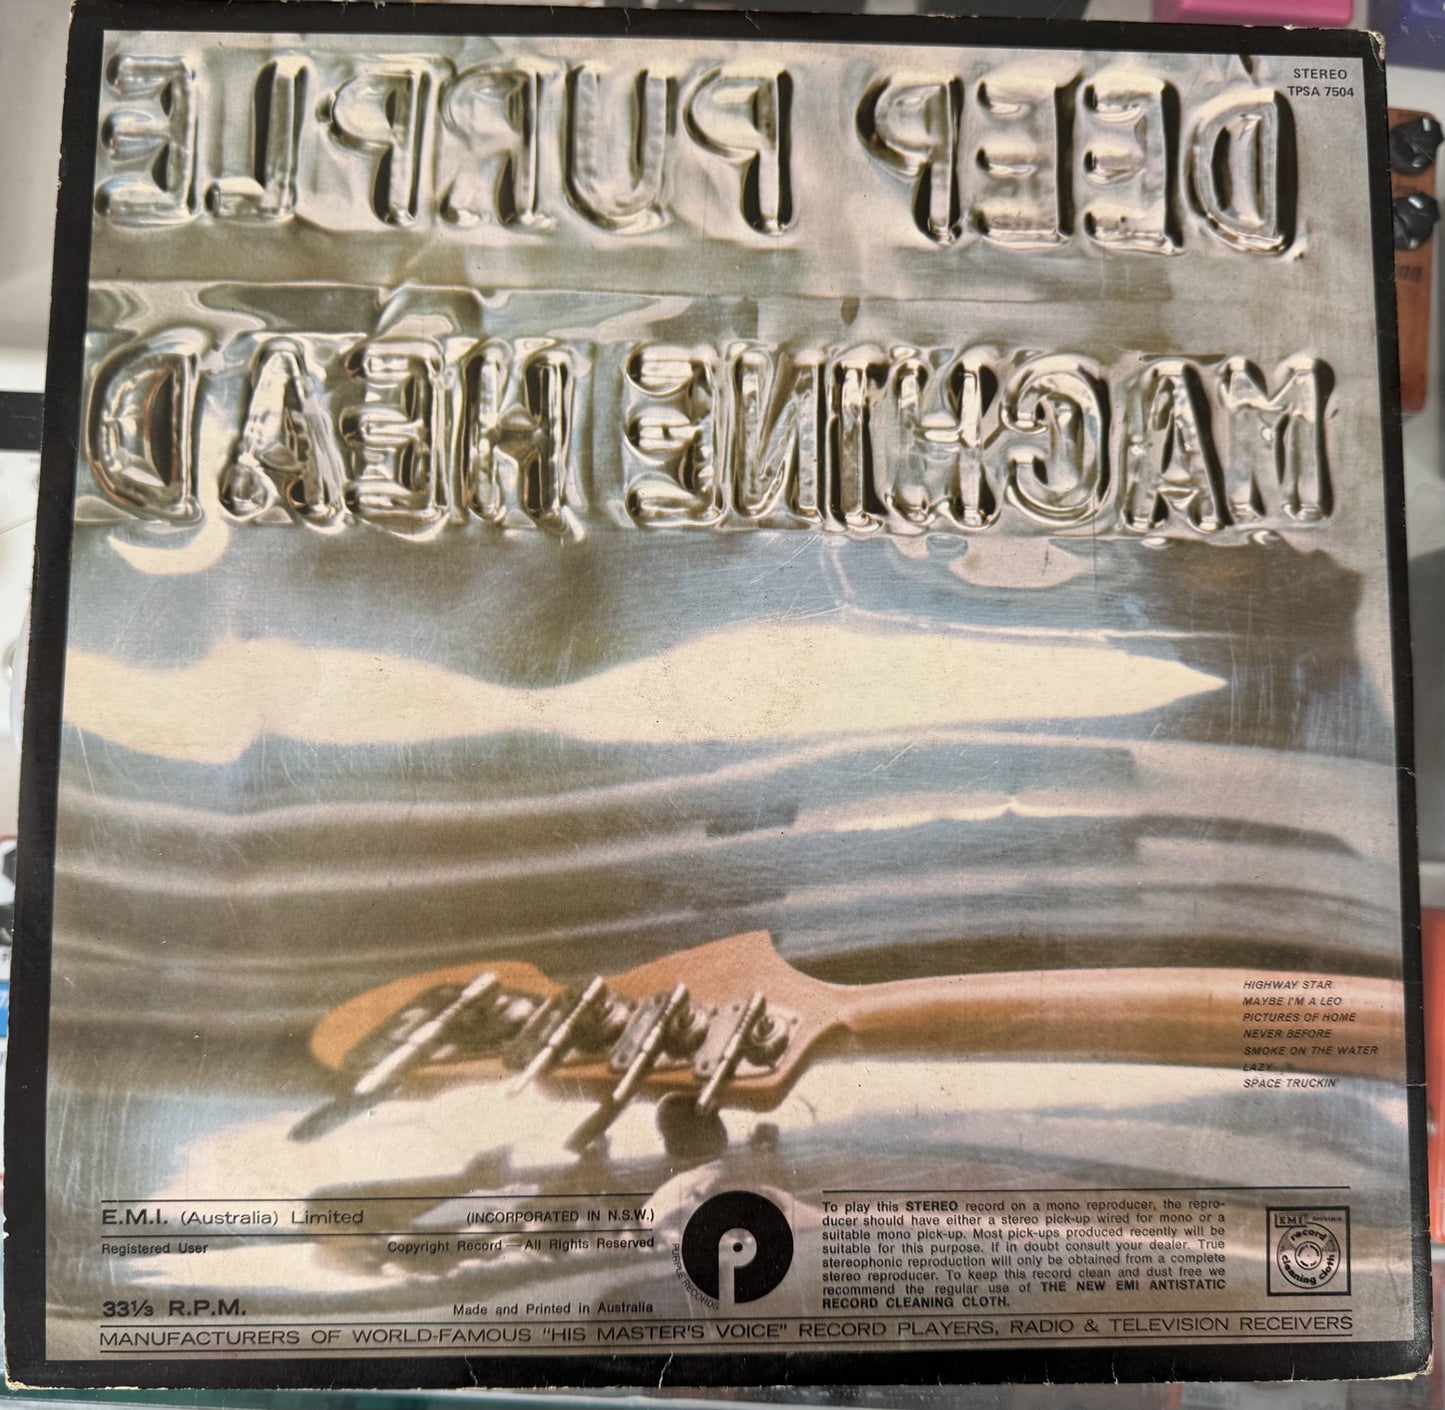 STEREO
TPSA 7504
DEEP PURPLE
MACHINE HEAD
HIGHWAY STAR
MAYBE I'M A LEO
PICTURES OF HOME
NEVER BEFORE
SMOKE ON THE WATER
LAZY
SPACE TRUCKIN'
E.M.I. (Australia) Limited
(INCORPORATED IN N.S.W.)
Registered User
Copyright Record — All Rights Reserved
33⅓ R.P.M.
Made and Printed in Australia
PURPLE RECORDS
To play this STEREO record on a mono reproducer, the repro-
ducer should have either a stereo pick-up wired for mono or a
suitable mono pick-up. Most pick-ups produced recently will be
suitable for this purpose. If in doubt consult your dealer. True
stereophonic reproduction will only be obtained from a complete
stereo reproducer. To keep this record clean and dust free we
recommend the regular use of THE NEW EMI ANTISTATIC
RECORD CLEANING CLOTH.
EMI Antistatic
record
cleaning cloth
MANUFACTURERS OF WORLD-FAMOUS "HIS MASTER'S VOICE" RECORD PLAYERS, RADIO & TELEVISION RECEIVERS